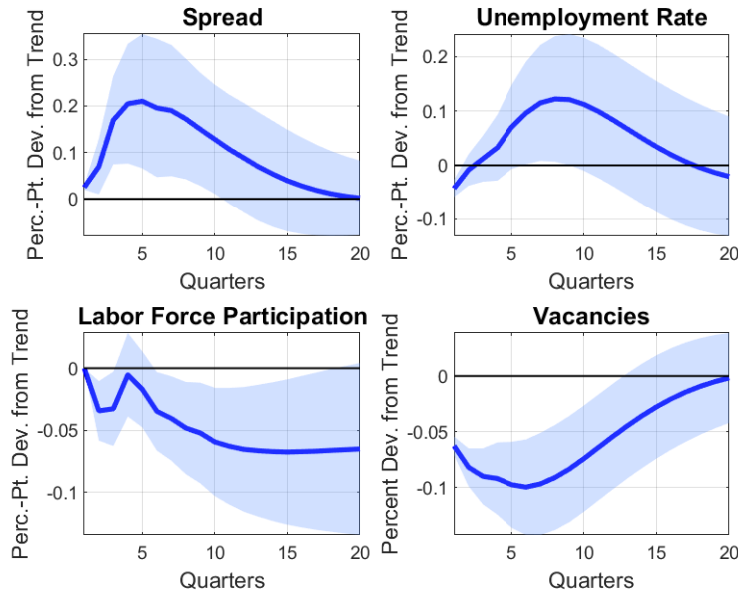 Spread
Perc.-Pt. Dev. from Trend
0.3
0.2
0.1
0
5
10
15
20
Quarters
Unemployment Rate
Perc.-Pt. Dev. from Trend
0.2
0.1
0
-0.1
5
10
15
20
Quarters
Labor Force Participation
Perc.-Pt. Dev. from Trend
0
-0.05
-0.1
5
10
15
20
Quarters
Vacancies
Percent Dev. from Trend
0
-0.05
-0.1
5
10
15
20
Quarters